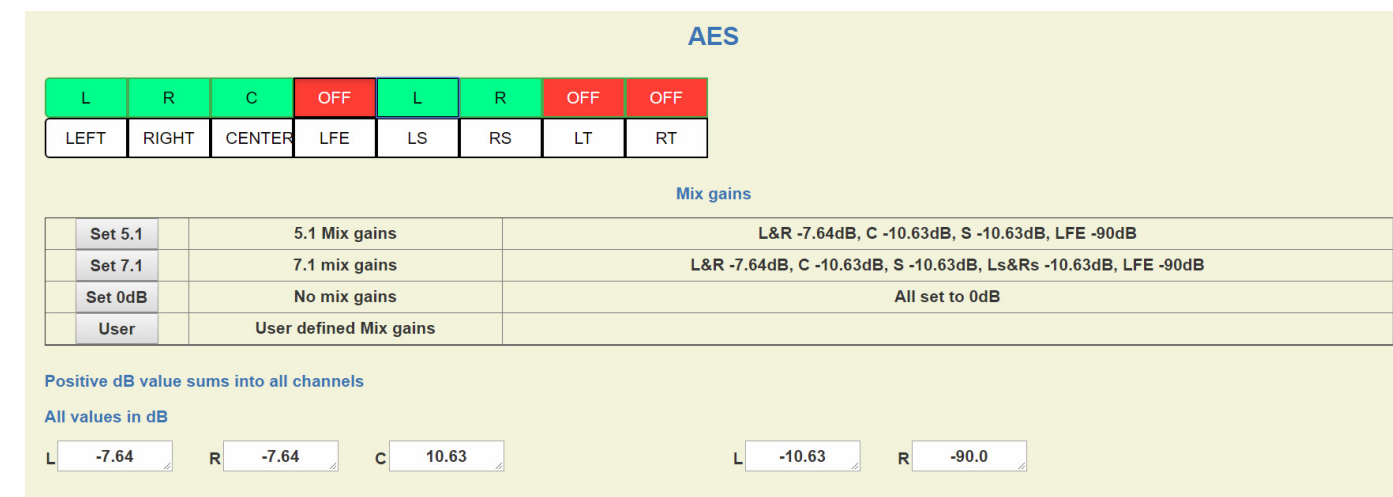 AES
L R C OFF L R OFF OFF
LEFT RIGHT CENTER LFE LS RS LT RT
Mix gains
Set 5.1 5.1 Mix gains L&R -7.64dB, C -10.63dB, S -10.63dB, LFE -90dB
Set 7.1 7.1 mix gains L&R -7.64dB, C -10.63dB, S -10.63dB, Ls&Rs -10.63dB, LFE -90dB
Set 0dB No mix gains All set to 0dB
User User defined Mix gains
Positive dB value sums into all channels
All values in dB
L -7.64 R -7.64 C 10.63 L -10.63 R -90.0